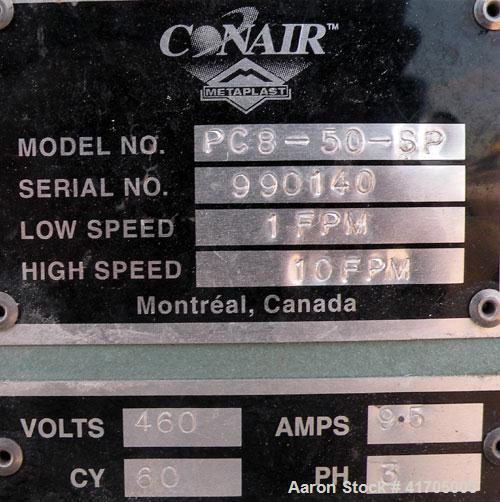 CONAIR™
METAPLAST
MODEL NO. PC8-50-SP
SERIAL NO. 990140
LOW SPEED 1 FPM
HIGH SPEED 10FPM
Montréal, Canada
VOLTS 460 AMPS 9.5
CY 60 PH 3
Aaron Stock # 41705005